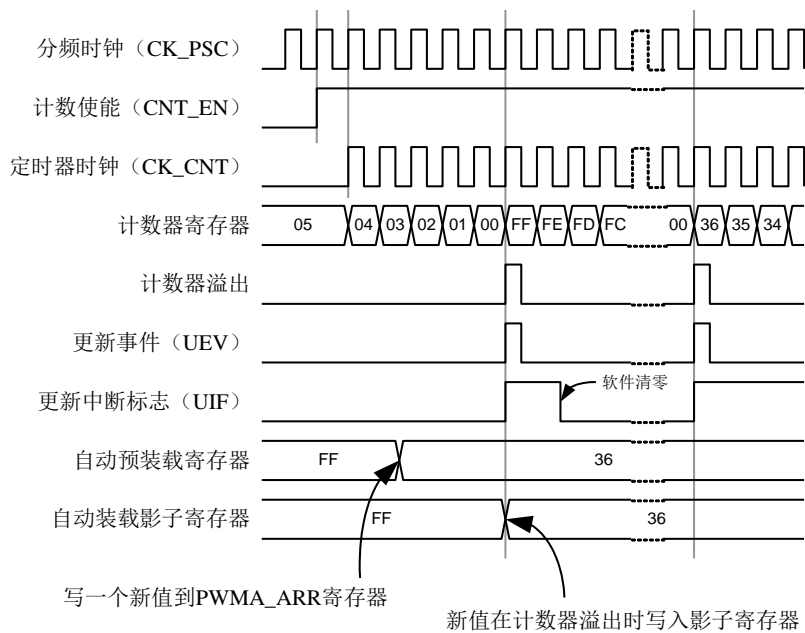 分频时钟（CK_PSC）
计数使能（CNT_EN）
定时器时钟（CK_CNT）
计数器寄存器 05 04 03 02 01 00 FF FE FD FC 00 36 35 34
计数器溢出
更新事件（UEV）
更新中断标志（UIF） 软件清零
自动预装载寄存器 FF 36
自动装载影子寄存器 FF 36
写一个新值到PWMA_ARR寄存器
新值在计数器溢出时写入影子寄存器